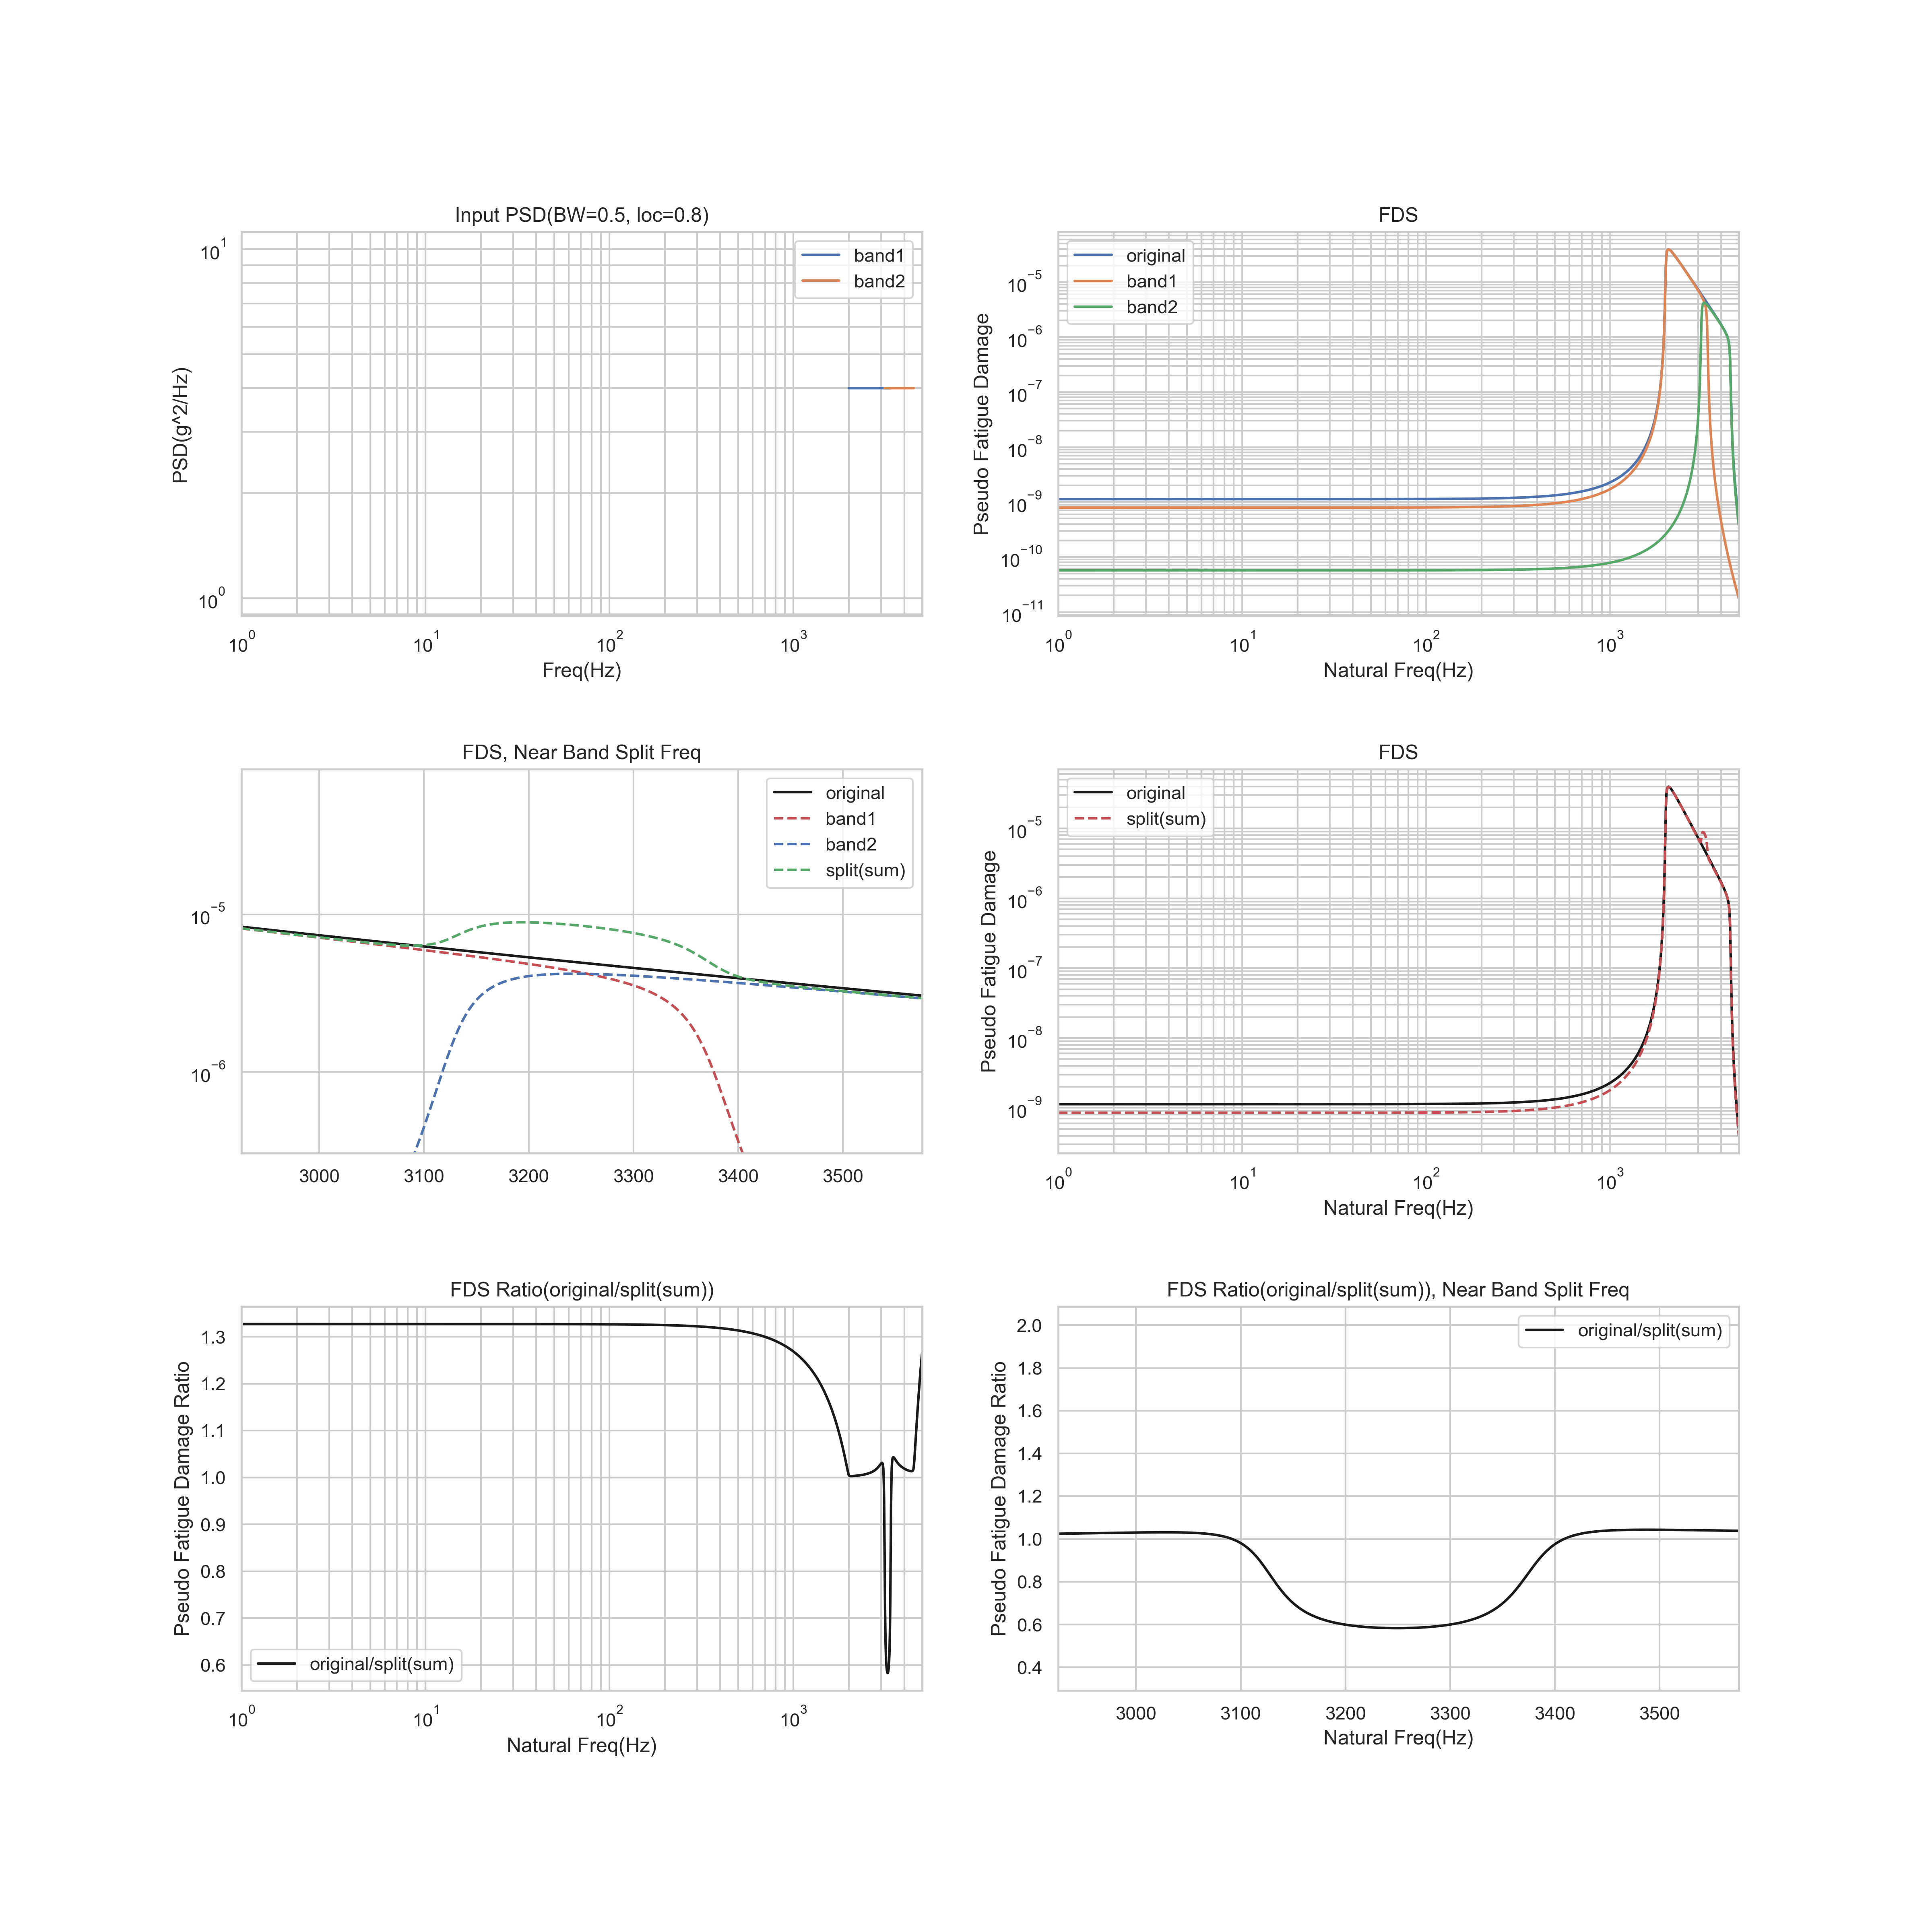 Input PSD(BW=0.5, loc=0.8)
PSD(g^2/Hz)
10^1
10^0
band1
band2
10^0 10^1 10^2 10^3
Freq(Hz)
FDS
Pseudo Fatigue Damage
10^−5
10^−6
10^−7
10^−8
10^−9
10^−10
10^−11
original
band1
band2
10^0 10^1 10^2 10^3
Natural Freq(Hz)
FDS, Near Band Split Freq
10^−5
10^−6
original
band1
band2
split(sum)
3000 3100 3200 3300 3400 3500
FDS
Pseudo Fatigue Damage
10^−5
10^−6
10^−7
10^−8
10^−9
original
split(sum)
10^0 10^1 10^2 10^3
Natural Freq(Hz)
FDS Ratio(original/split(sum))
Pseudo Fatigue Damage Ratio
1.3
1.2
1.1
1.0
0.9
0.8
0.7
0.6
original/split(sum)
10^0 10^1 10^2 10^3
Natural Freq(Hz)
FDS Ratio(original/split(sum)), Near Band Split Freq
Pseudo Fatigue Damage Ratio
2.0
1.8
1.6
1.4
1.2
1.0
0.8
0.6
0.4
original/split(sum)
3000 3100 3200 3300 3400 3500
Natural Freq(Hz)